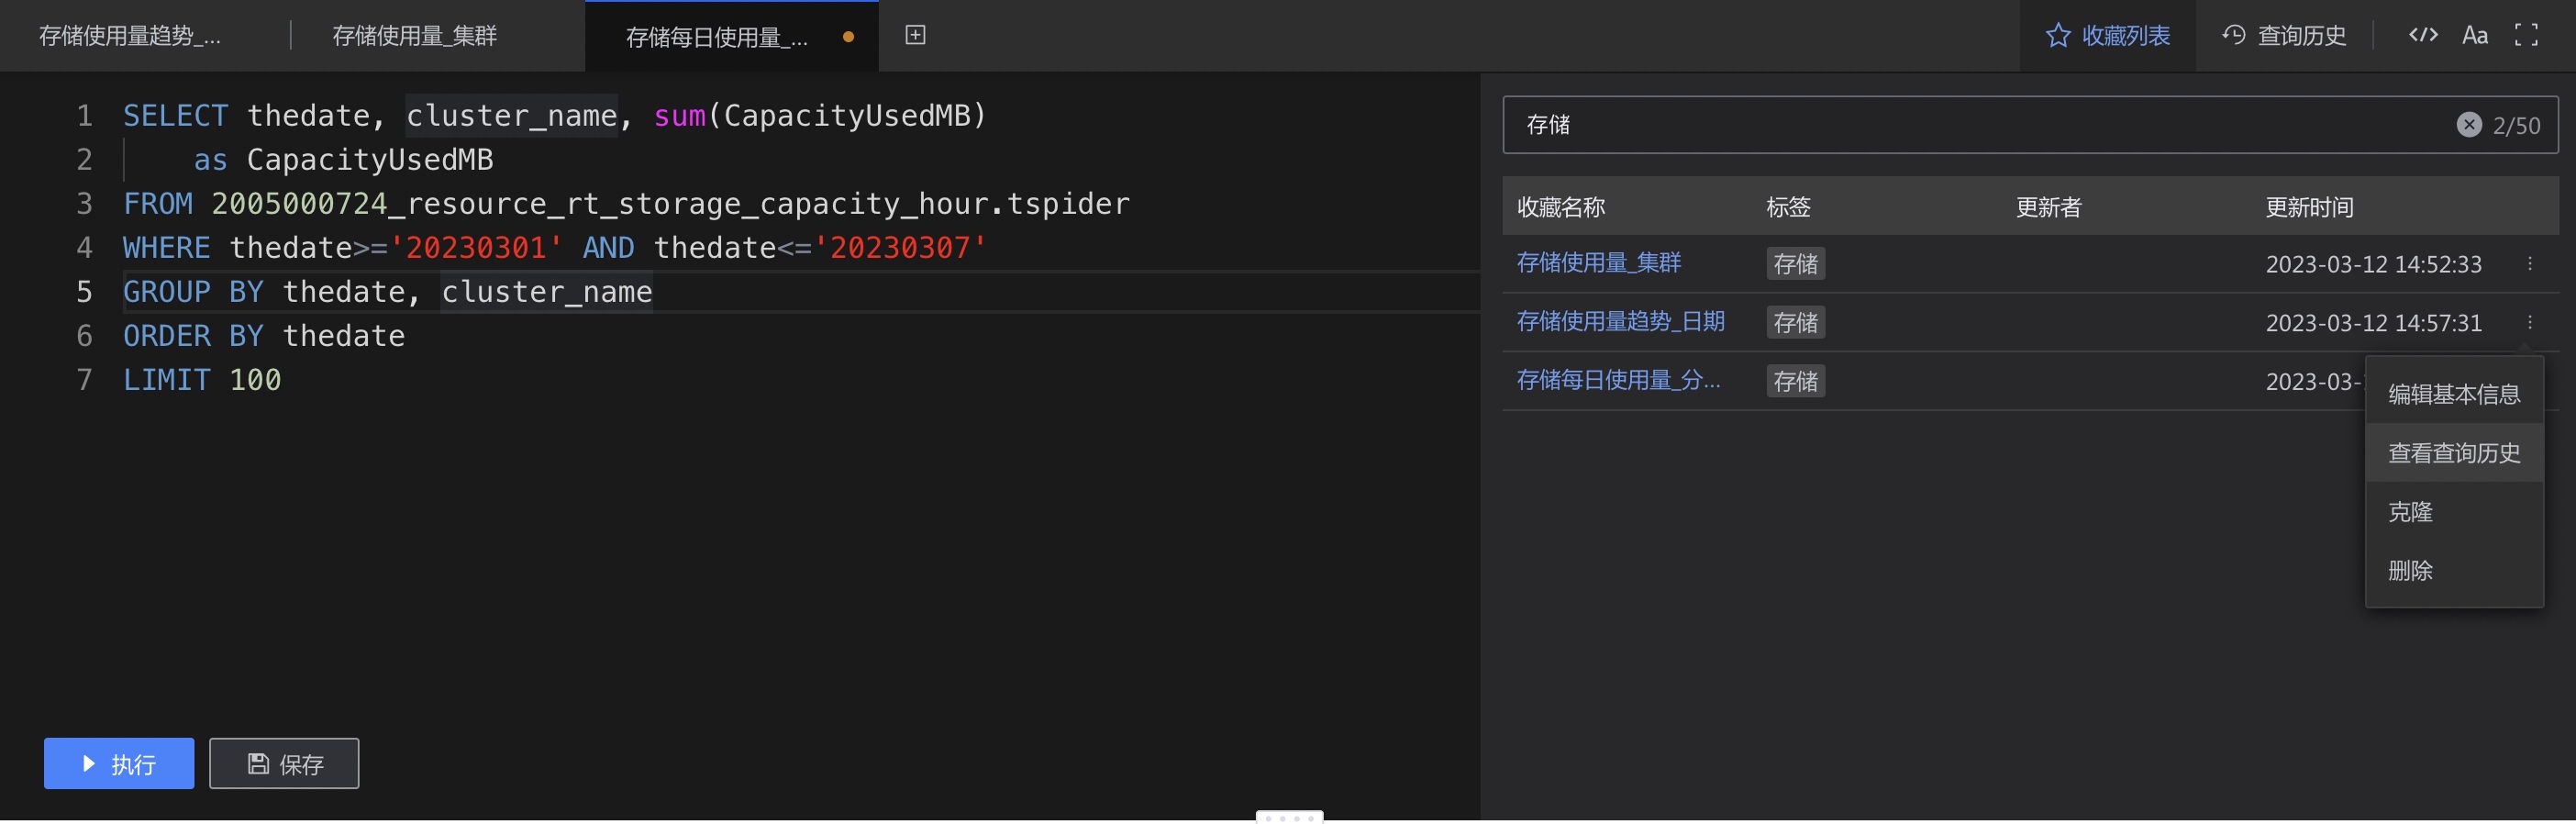 存储使用量趋势_...
存储使用量_集群
存储每日使用量_...
收藏列表
查询历史
</>
Aa
1 SELECT thedate, cluster_name, sum(CapacityUsedMB)
2 as CapacityUsedMB
3 FROM 2005000724_resource_rt_storage_capacity_hour.tspider
4 WHERE thedate>='20230301' AND thedate<='20230307'
5 GROUP BY thedate, cluster_name
6 ORDER BY thedate
7 LIMIT 100
执行
保存
存储 2/50
收藏名称 标签 更新者 更新时间
存储使用量_集群 存储 2023-03-12 14:52:33
存储使用量趋势_日期 存储 2023-03-12 14:57:31
存储每日使用量_分... 存储 2023-03-
编辑基本信息
查看查询历史
克隆
删除